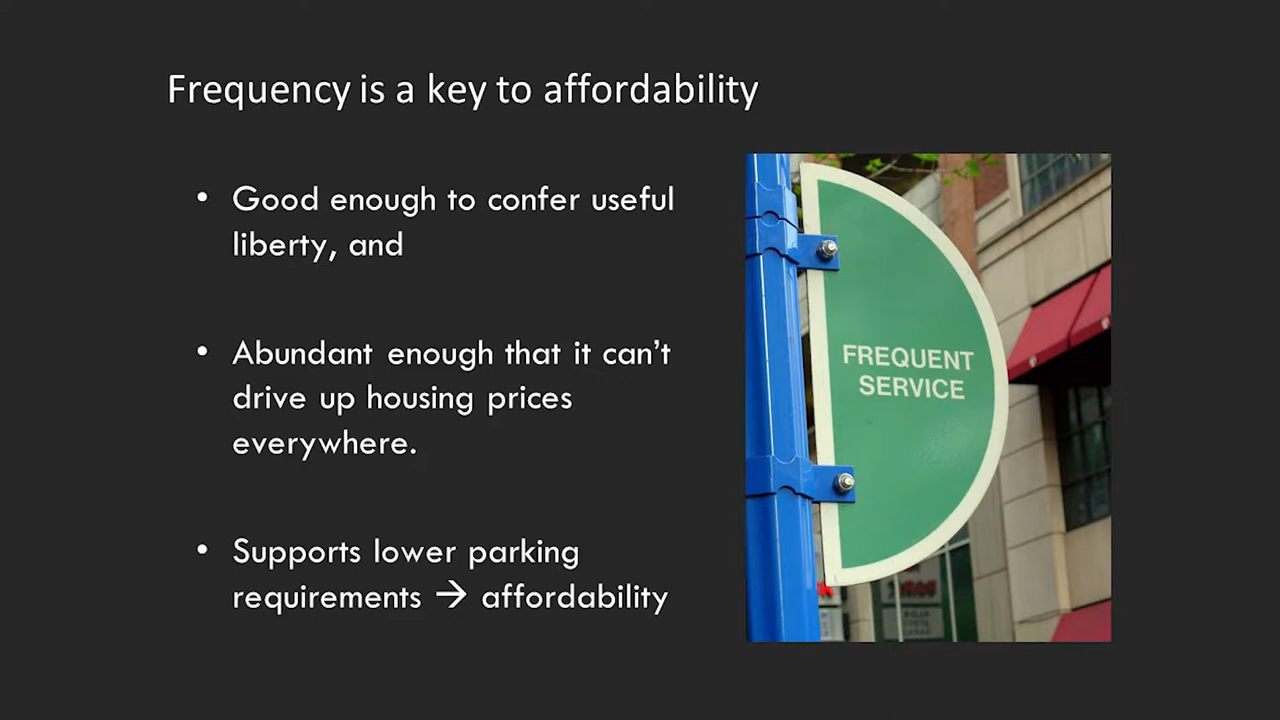 Frequency is a key to affordability
• Good enough to confer useful
liberty, and
• Abundant enough that it can’t
drive up housing prices
everywhere.
• Supports lower parking
requirements → affordability
FREQUENT
SERVICE